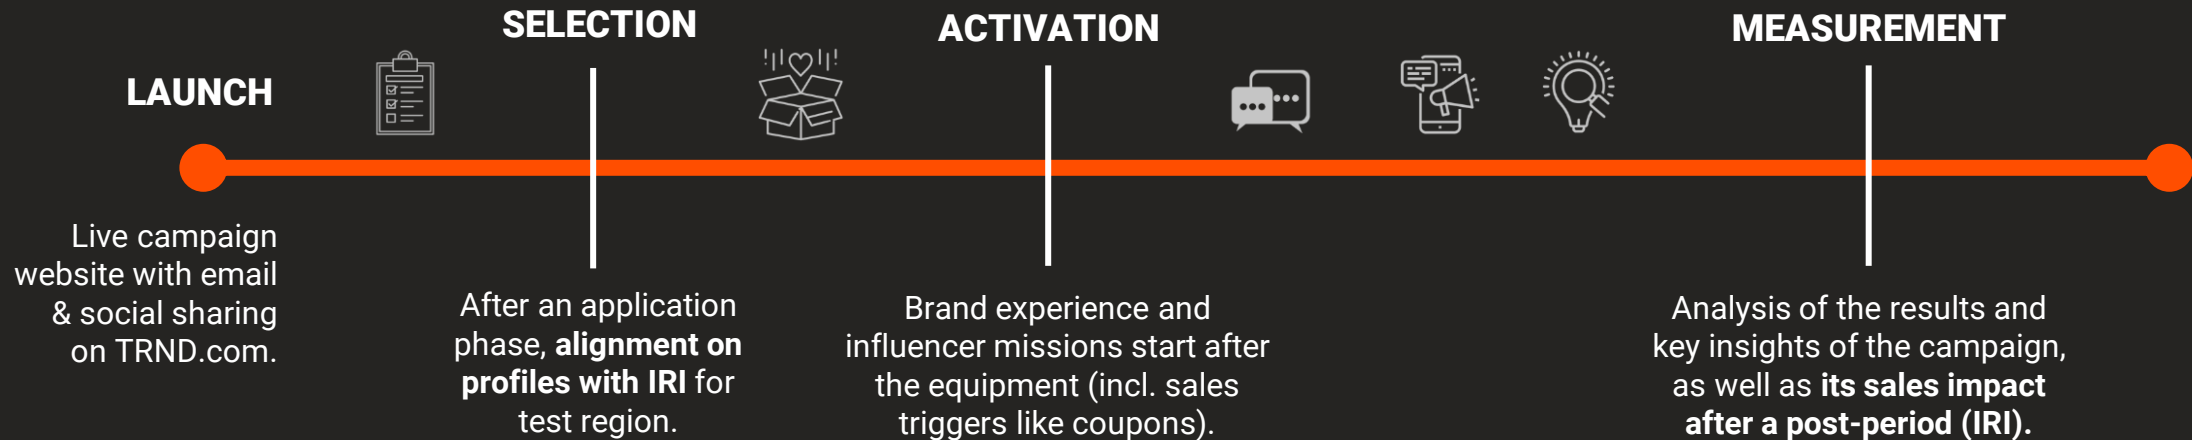 LAUNCH
Live campaign
website with email
& social sharing
on TRND.com.
SELECTION
After an application
phase, alignment on
profiles with IRI for
test region.
ACTIVATION
Brand experience and
influencer missions start after
the equipment (incl. sales
triggers like coupons).
MEASUREMENT
Analysis of the results and
key insights of the campaign,
as well as its sales impact
after a post-period (IRI).